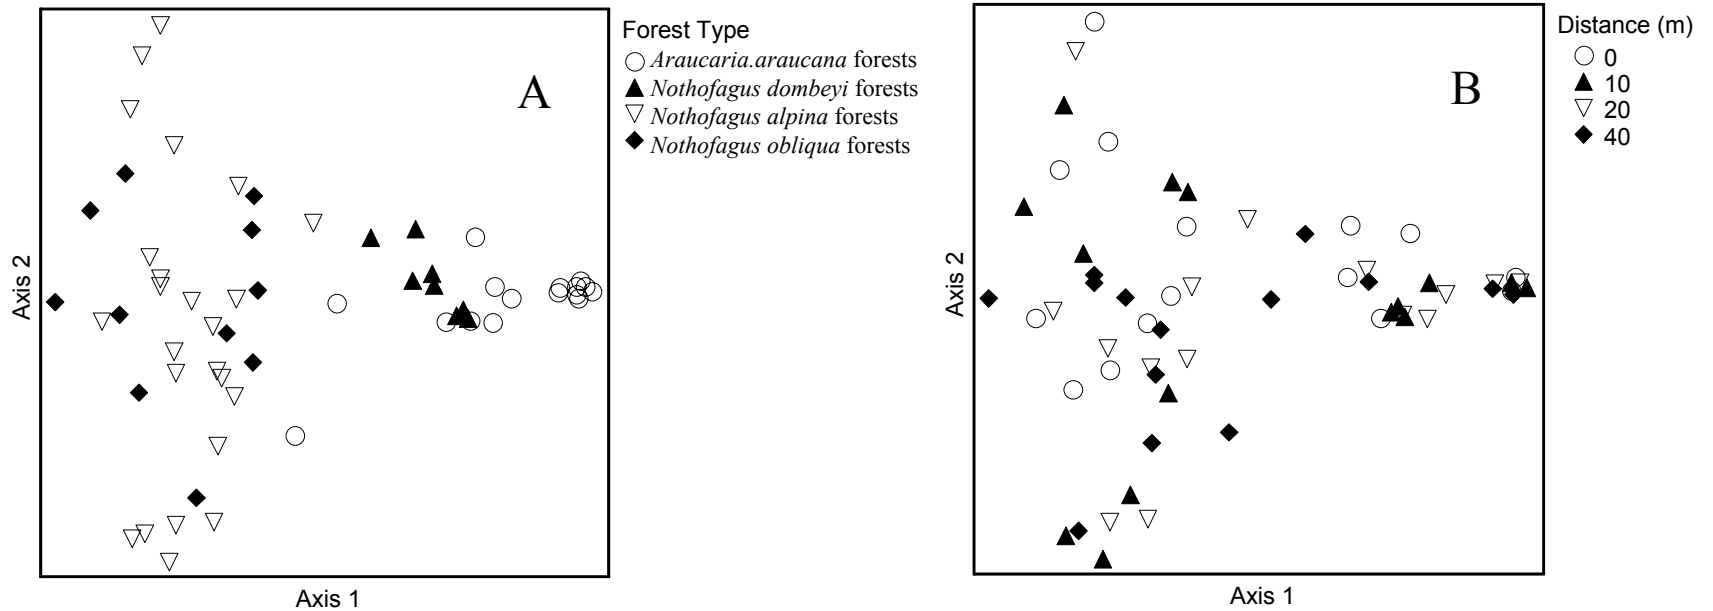 A
Axis 2
Axis 1
Forest Type
Araucaria.araucana forests
Nothofagus dombeyi forests
Nothofagus alpina forests
Nothofagus obliqua forests
B
Axis 2
Axis 1
Distance (m)
0
10
20
40